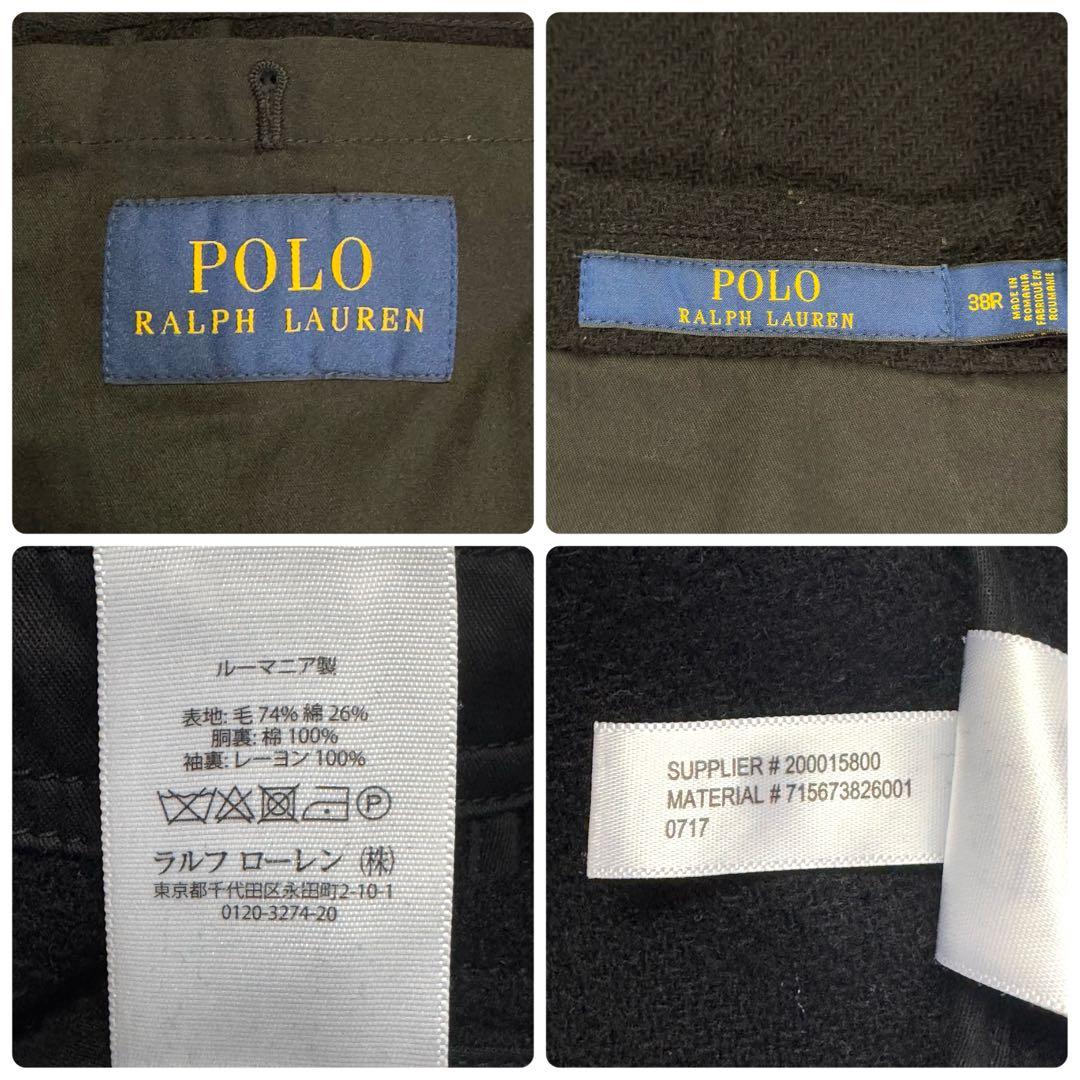 POLO
RALPH LAUREN
POLO
RALPH LAUREN
38R
MADE IN
ROMANIA
FABRIQUÉ EN
ROUMANIE
ルーマニア製
表地: 毛 74% 綿 26%
胴裏: 棉 100%
袖裏: レーヨン 100%
P
ラルフ ローレン (株)
東京都千代田区永田町2-10-1
0120-3274-20
SUPPLIER # 200015800
MATERIAL # 715673826001
0717